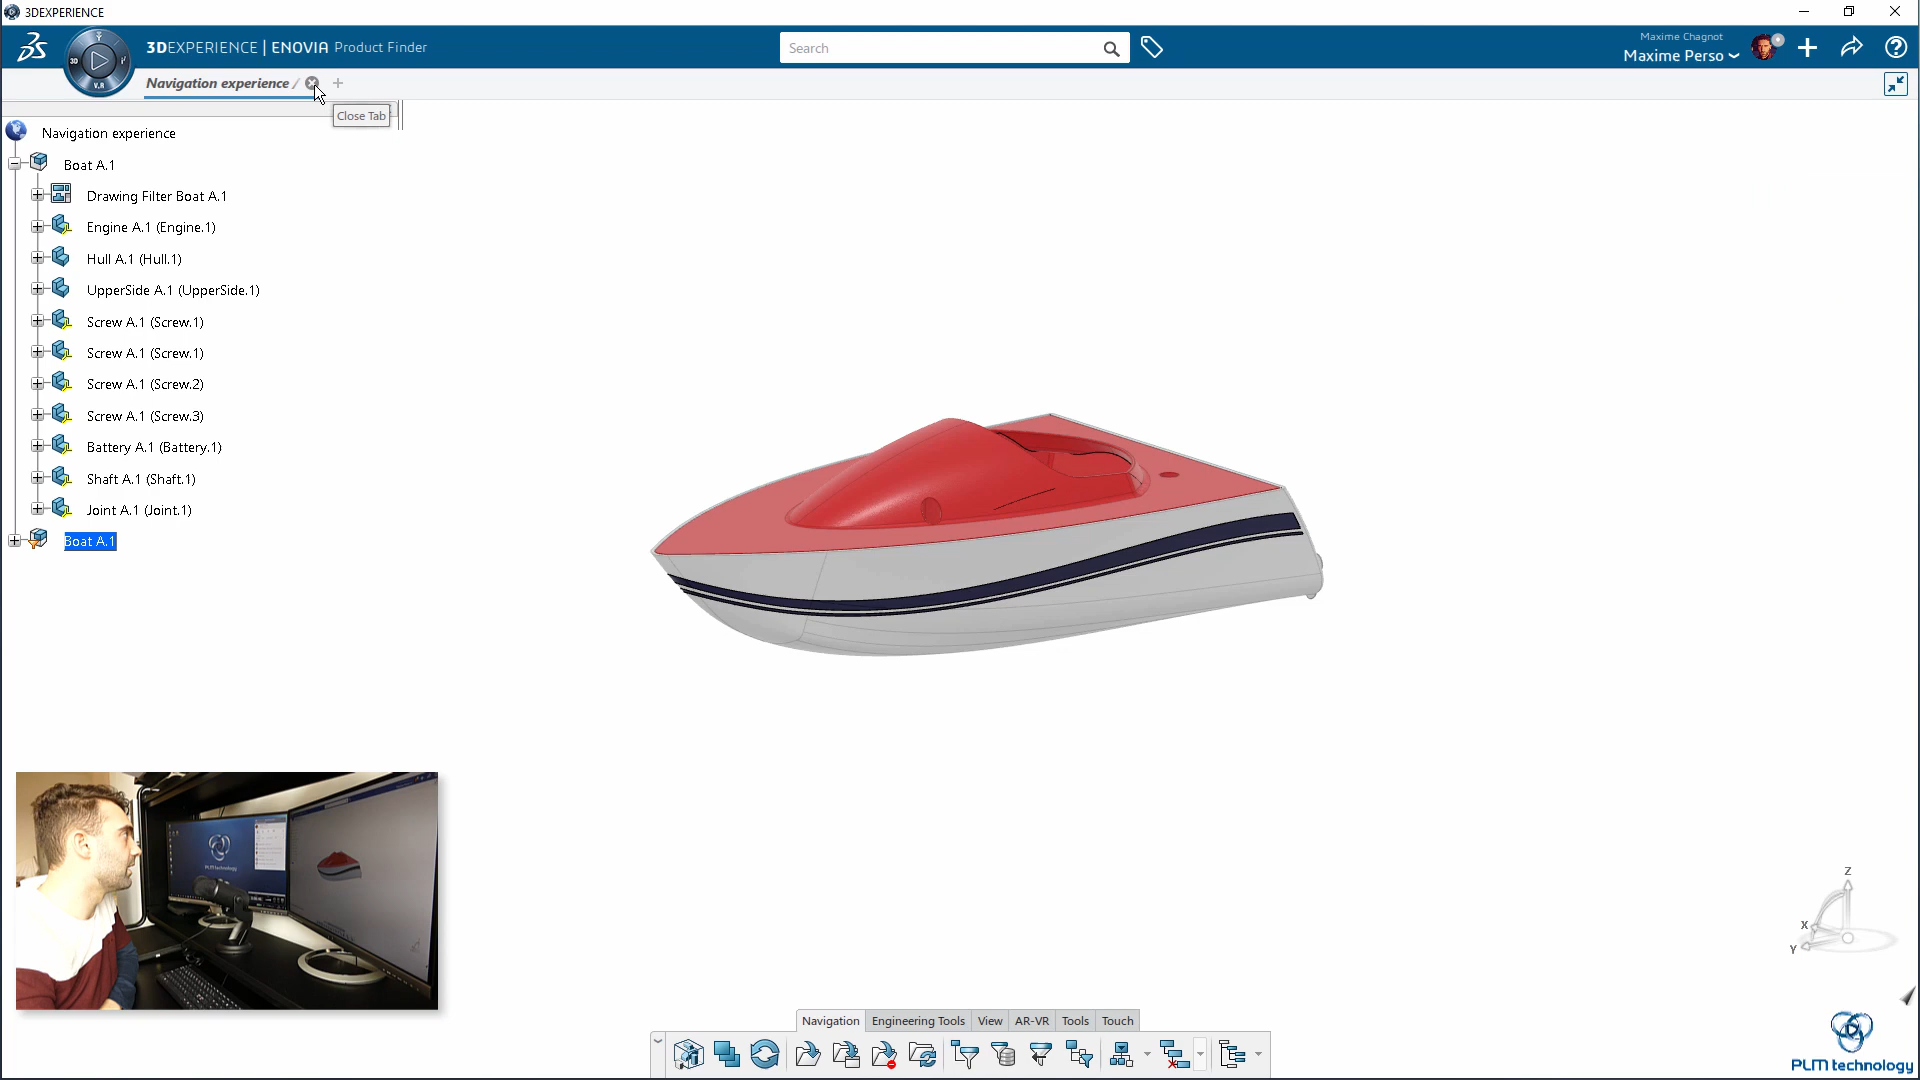 3DEXPERIENCE
3DEXPERIENCE | ENOVIA Product Finder
Search
Maxime Chagnot
Maxime Perso
3D
V.R
Navigation experience /
Close Tab
Navigation experience
Boat A.1
Drawing Filter Boat A.1
Engine A.1 (Engine.1)
Hull A.1 (Hull.1)
UpperSide A.1 (UpperSide.1)
Screw A.1 (Screw.1)
Screw A.1 (Screw.1)
Screw A.1 (Screw.2)
Screw A.1 (Screw.3)
Battery A.1 (Battery.1)
Shaft A.1 (Shaft.1)
Joint A.1 (Joint.1)
Boat A.1
PLM technology
Z
X
Y
Navigation
Engineering Tools
View
AR-VR
Tools
Touch
PLM technology